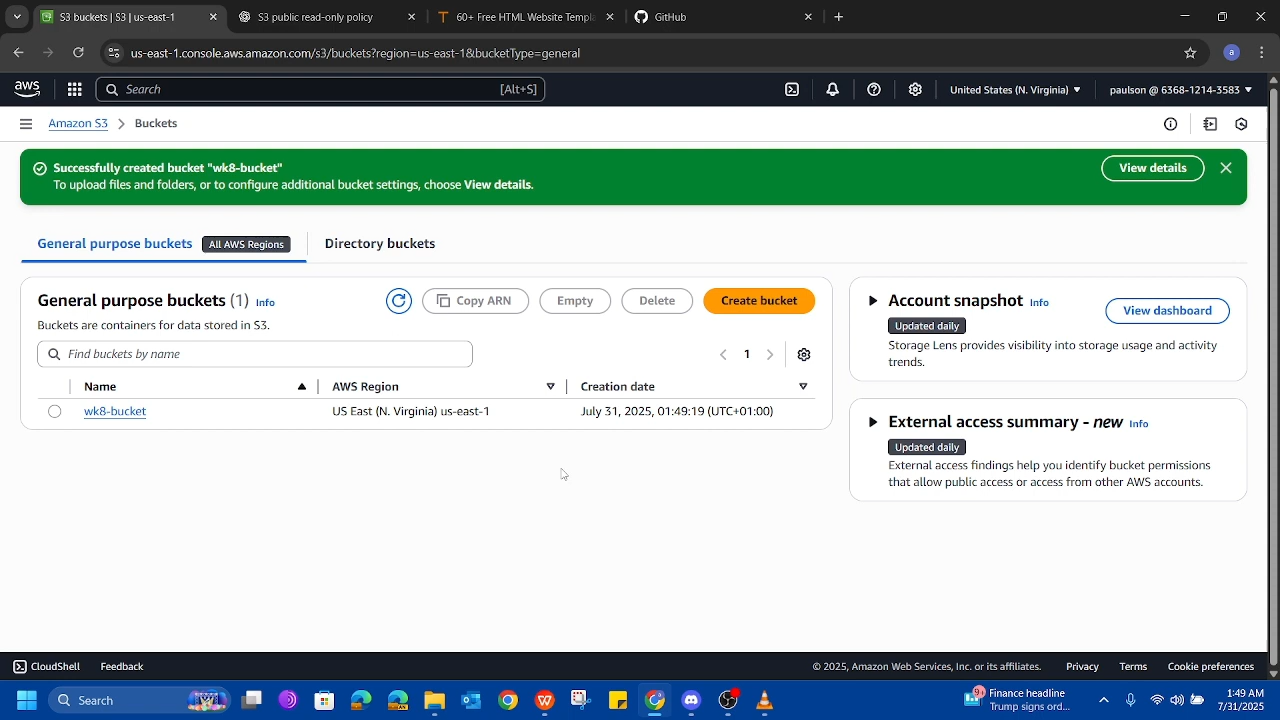 S3 buckets | S3 | us-east-1
S3 public read-only policy
60+ Free HTML Website Templa
GitHub
us-east-1.console.aws.amazon.com/s3/buckets?region=us-east-1&bucketType=general
a
aws
Search
[Alt+S]
United States (N. Virginia)
paulson @ 6368-1214-3583
Amazon S3
Buckets
Successfully created bucket "wk8-bucket"
To upload files and folders, or to configure additional bucket settings, choose View details.
View details
General purpose buckets
All AWS Regions
Directory buckets
General purpose buckets (1) Info
Copy ARN
Empty
Delete
Create bucket
Buckets are containers for data stored in S3.
Find buckets by name
1
Name
AWS Region
Creation date
wk8-bucket
US East (N. Virginia) us-east-1
July 31, 2025, 01:49:19 (UTC+01:00)
Account snapshot Info
View dashboard
Updated daily
Storage Lens provides visibility into storage usage and activity
trends.
External access summary - new Info
Updated daily
External access findings help you identify bucket permissions
that allow public access or access from other AWS accounts.
CloudShell
Feedback
© 2025, Amazon Web Services, Inc. or its affiliates.
Privacy
Terms
Cookie preferences
Search
Finance headline
Trump signs ord...
1:49 AM
7/31/2025